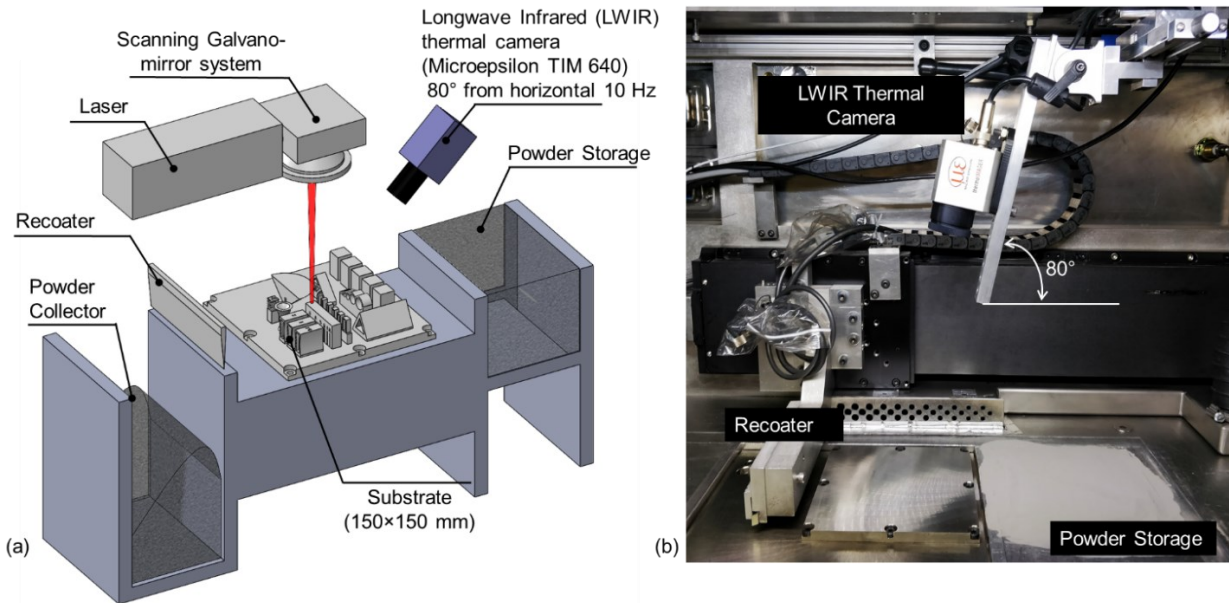 Scanning Galvano-
mirror system
Laser
Recoater
Powder
Collector
Longwave Infrared (LWIR)
thermal camera
(Microepsilon TIM 640)
80° from horizontal 10 Hz
Powder Storage
Substrate
(150×150 mm)
(a)
LWIR Thermal
Camera
80°
Recoater
Powder Storage
(b)